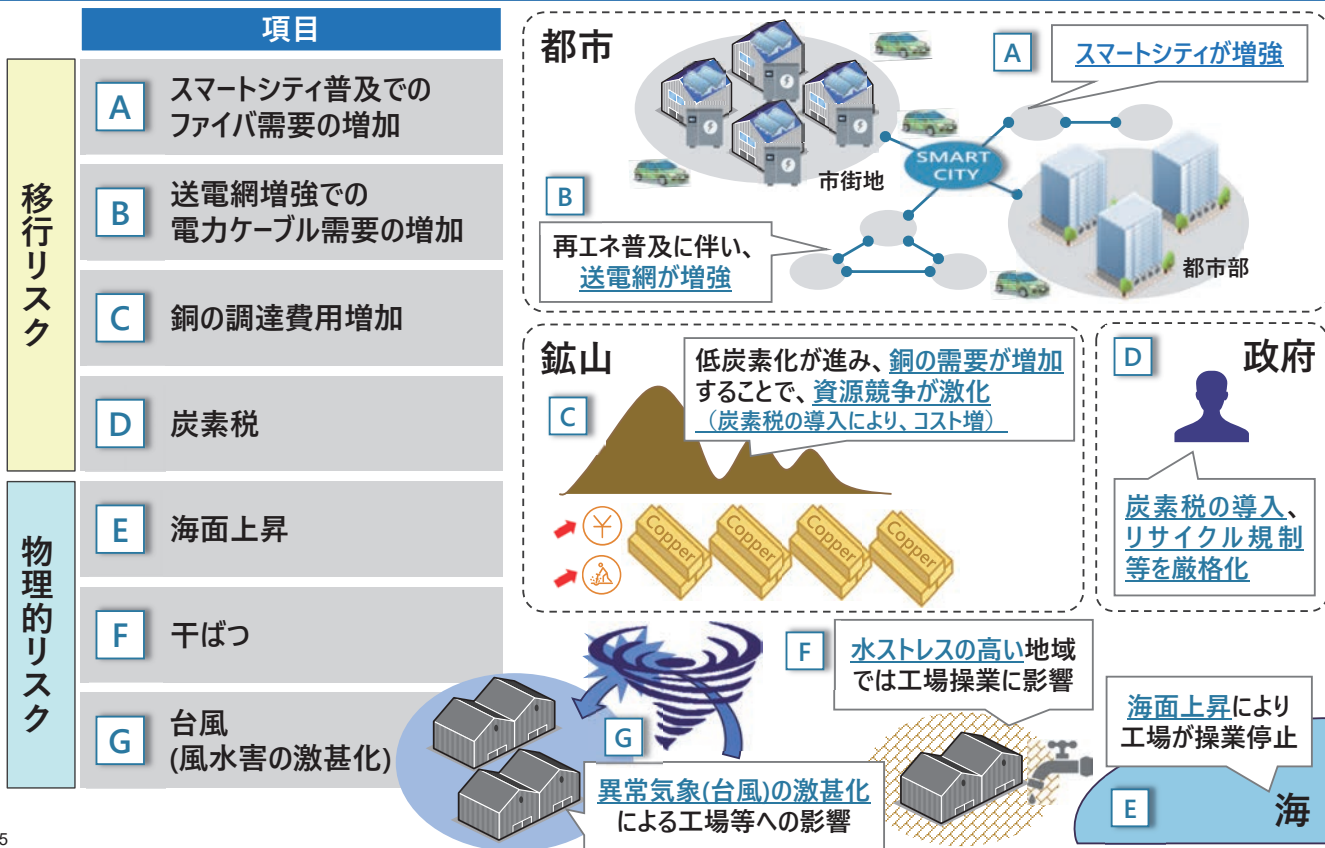 項目
移行リスク
A
スマートシティ普及での
ファイバ需要の増加
B
送電網増強での
電力ケーブル需要の増加
C
銅の調達費用増加
D
炭素税
物理的リスク
E
海面上昇
F
干ばつ
G
台風
(風水害の激甚化)
都市
A
スマートシティが増強
SMART
CITY
市街地
都市部
B
再エネ普及に伴い、
送電網が増強
鉱山
C
低炭素化が進み、銅の需要が増加
することで、資源競争が激化
(炭素税の導入により、コスト増)
Copper
Copper
Copper
Copper
D
政府
炭素税の導入、
リサイクル規制
等を厳格化
F
水ストレスの高い地域
では工場操業に影響
G
異常気象(台風)の激甚化
による工場等への影響
海面上昇により
工場が操業停止
E
海
5